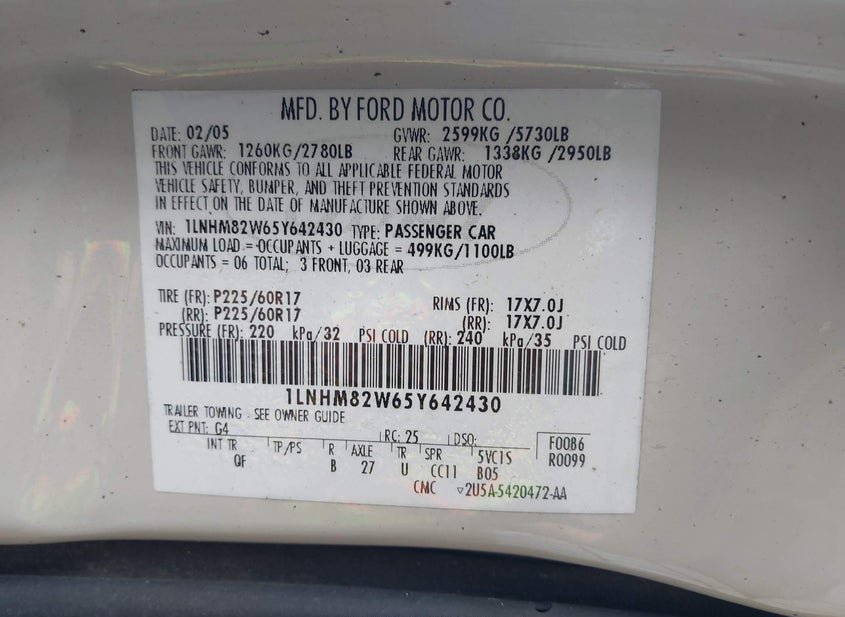 MFD. BY FORD MOTOR CO.
DATE: 02/05 GVWR: 2599KG /5730LB
FRONT GAWR: 1260KG/2780LB REAR GAWR: 1338KG /2950LB
THIS VEHICLE CONFORMS TO ALL APPLICABLE FEDERAL MOTOR
VEHICLE SAFETY, BUMPER, AND THEFT PREVENTION STANDARDS
IN EFFECT ON THE DATE OF MANUFACTURE SHOWN ABOVE.
VIN: 1LNHM82W65Y642430 TYPE: PASSENGER CAR
MAXIMUM LOAD = OCCUPANTS + LUGGAGE = 499KG/1100LB
OCCUPANTS = 06 TOTAL; 3 FRONT, 03 REAR
TIRE (FR): P225/60R17 RIMS (FR): 17X7.0J
(RR): P225/60R17 (RR): 17X7.0J
PRESSURE (FR): 220 kPa/32 PSI COLD (RR): 240 kPa/35 PSI COLD
1LNHM82W65Y642430
TRAILER TOWING - SEE OWNER GUIDE
EXT PNT: G4 RC: 25 DSO: F0086
INT TR TP/PS R AXLE TR SPR 5YC1S R0099
QF B 27 U CC11 B05
CMC 2U5A-5420472-AA